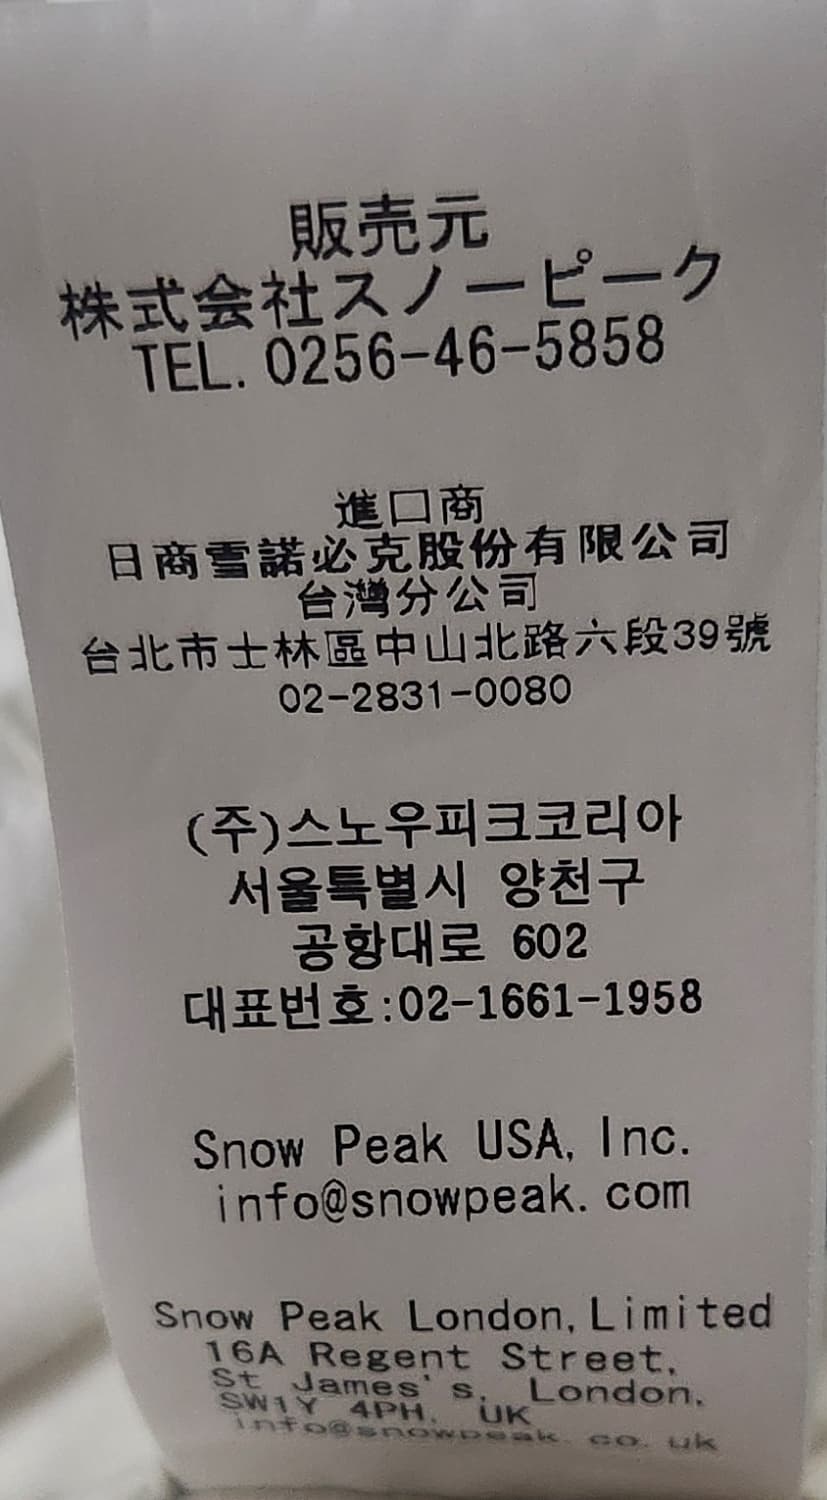 販売元
株式会社スノーピーク
TEL. 0256-46-5858
進口商
日商雪諾必克股份有限公司
台灣分公司
台北市士林區中山北路六段39號
02-2831-0080
(주)스노우피크코리아
서울특별시 양천구
공항대로 602
대표번호:02-1661-1958
Snow Peak USA, Inc.
info@snowpeak.com
Snow Peak London, Limited
16A Regent Street,
St James's, London,
SW1Y 4PH, UK
info@snowpeak.co.uk